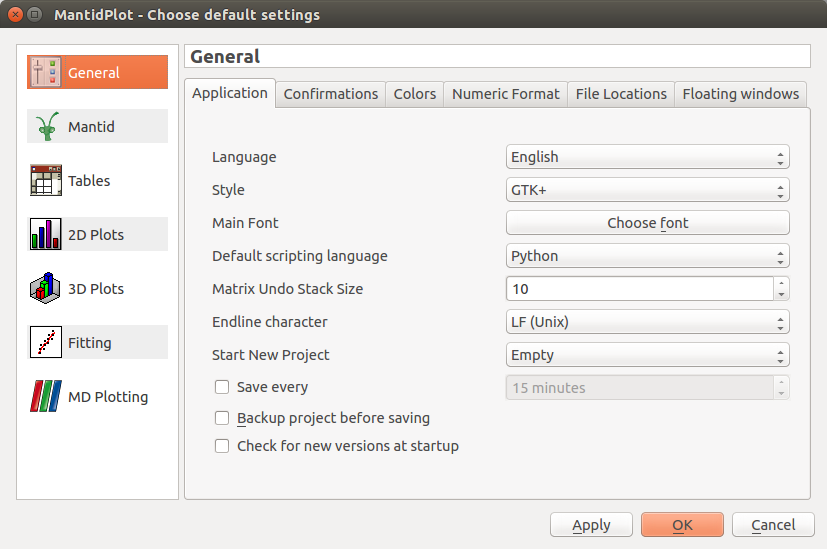 MantidPlot - Choose default settings
General
Mantid
Tables
2D Plots
3D Plots
Fitting
MD Plotting
General
Application Confirmations Colors Numeric Format File Locations Floating windows
Language English
Style GTK+
Main Font Choose font
Default scripting language Python
Matrix Undo Stack Size 10
Endline character LF (Unix)
Start New Project Empty
Save every 15 minutes
Backup project before saving
Check for new versions at startup
Apply OK Cancel